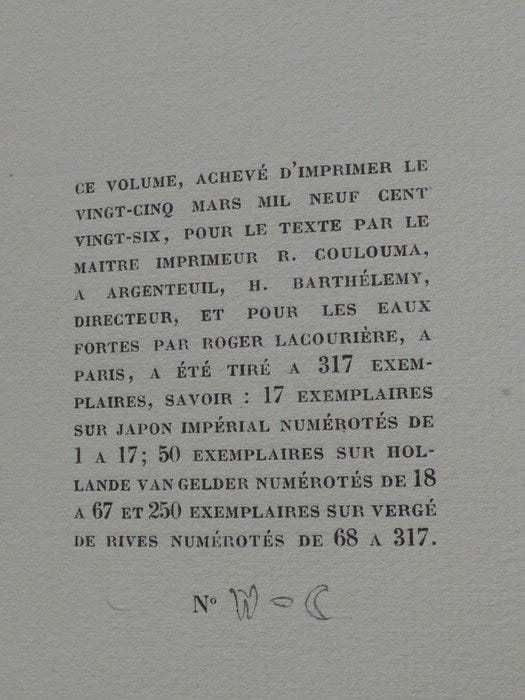 CE VOLUME, ACHEVÉ D'IMPRIMER LE
VINGT-CINQ MARS MIL NEUF CENT
VINGT-SIX, POUR LE TEXTE PAR LE
MAITRE IMPRIMEUR R. COULOUMA,
A ARGENTEUIL, H. BARTHÉLEMY,
DIRECTEUR, ET POUR LES EAUX
FORTES PAR ROGER LACOURIÈRE, A
PARIS, A ÉTÉ TIRÉ A 317 EXEM-
PLAIRES, SAVOIR : 17 EXEMPLAIRES
SUR JAPON IMPÉRIAL NUMÉROTÉS DE
1 A 17; 50 EXEMPLAIRES SUR HOL-
LANDE VAN GELDER NUMÉROTÉS DE 18
A 67 ET 250 EXEMPLAIRES SUR VERGÉ
DE RIVES NUMÉROTÉS DE 68 A 317.
Nº